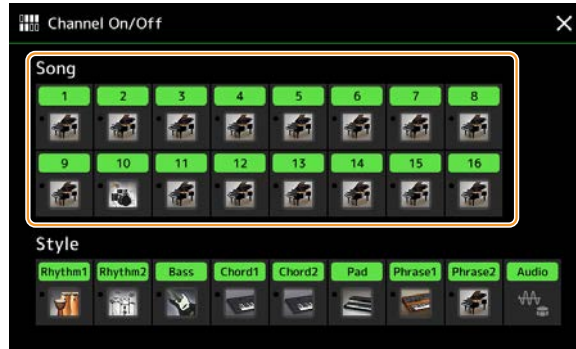 Channel On/Off
Song
1 2 3 4 5 6 7 8
9 10 11 12 13 14 15 16
Style
Rhythm1 Rhythm2 Bass Chord1 Chord2 Pad Phrase1 Phrase2 Audio